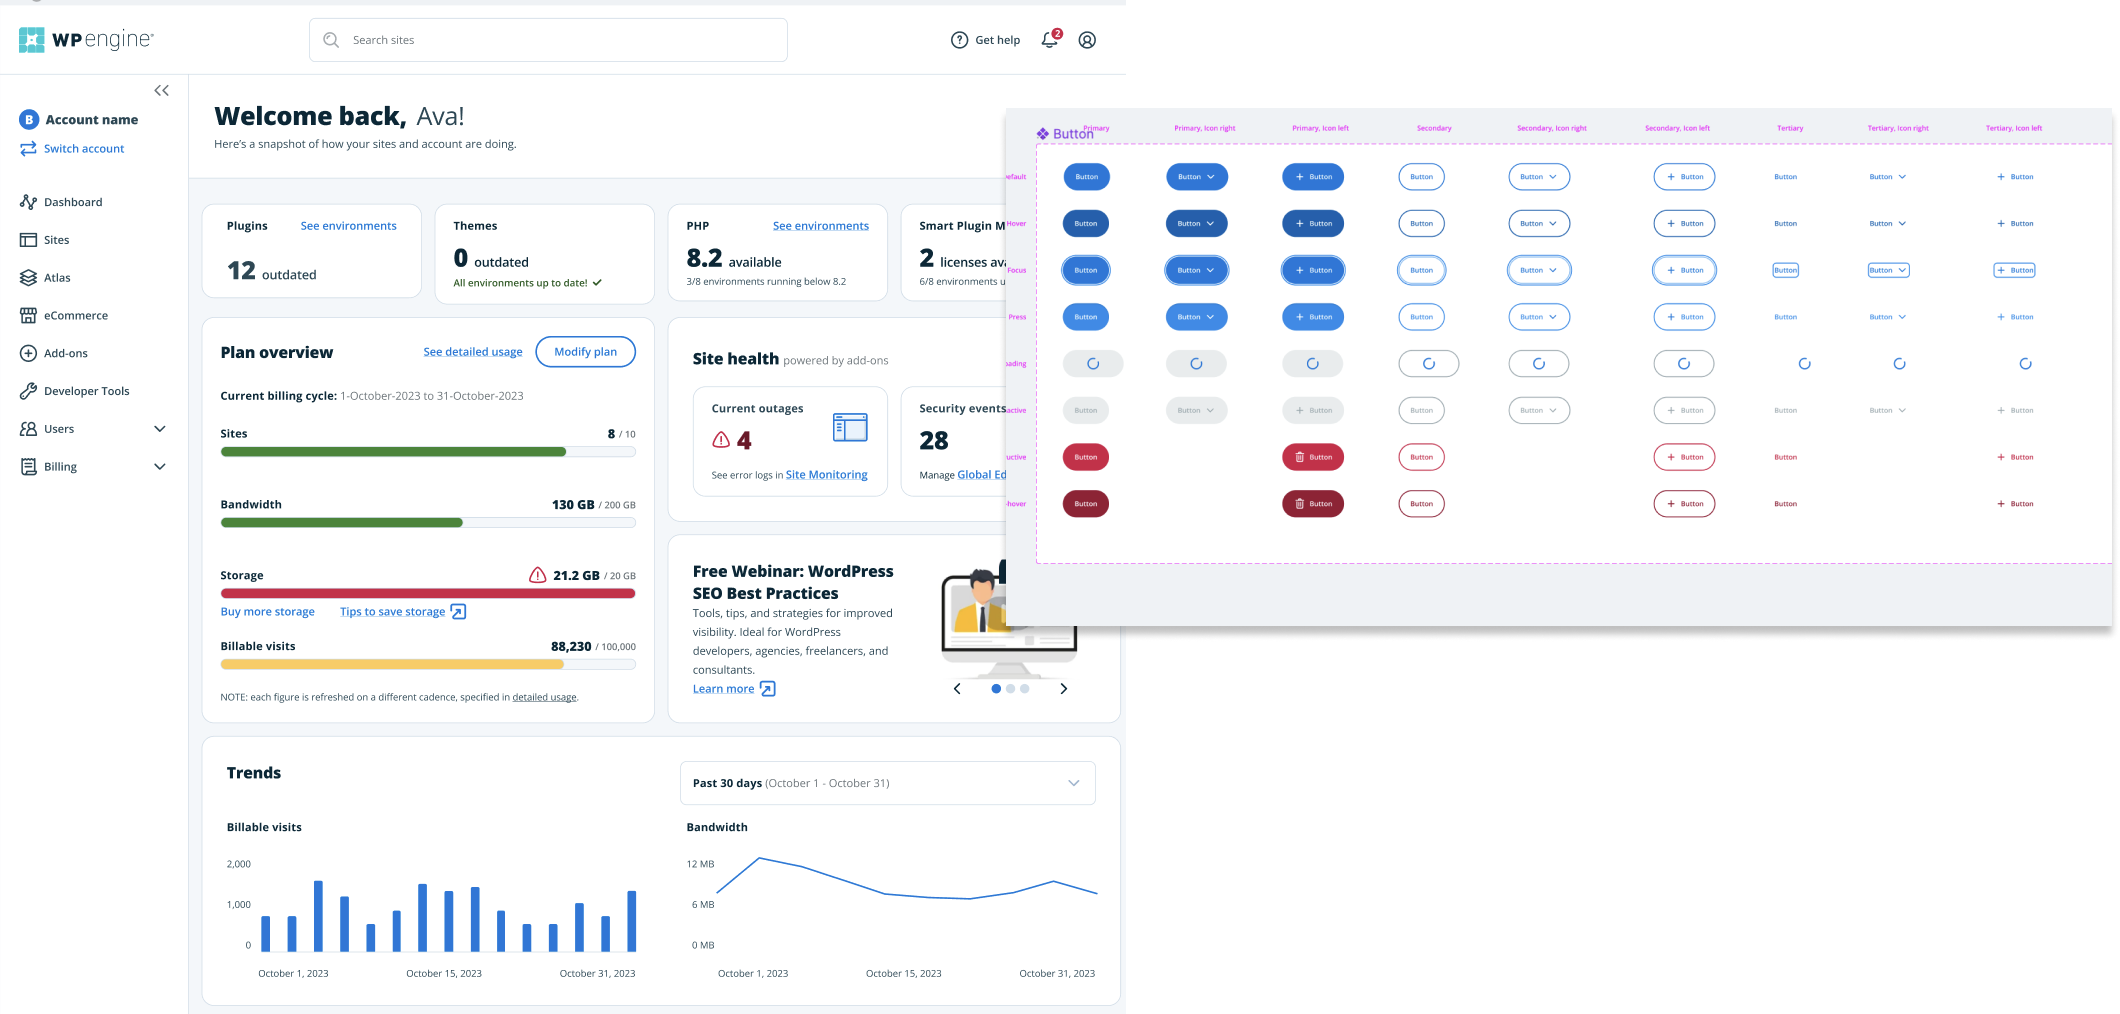 WPengine
Search sites
Get help
2
B Account name
Switch account
Dashboard
Sites
Atlas
eCommerce
Add-ons
Developer Tools
Users
Billing
Welcome back, Ava!
Here's a snapshot of how your sites and account are doing.
Plugins See environments
12 outdated
Themes
0 outdated
All environments up to date!
PHP See environments
8.2 available
3/8 environments running below 8.2
Smart Plugin M
2 licenses ava
6/8 environments u
Plan overview See detailed usage Modify plan
Current billing cycle: 1-October-2023 to 31-October-2023
Sites 8 / 10
Bandwidth 130 GB / 200 GB
Storage 21.2 GB / 20 GB
Buy more storage Tips to save storage
Billable visits 88,230 / 100,000
NOTE: each figure is refreshed on a different cadence, specified in detailed usage.
Site health powered by add-ons
Current outages
4
See error logs in Site Monitoring
Security events
28
Manage Global Ed
Free Webinar: WordPress
SEO Best Practices
Tools, tips, and strategies for improved
visibility. Ideal for WordPress
developers, agencies, freelancers, and
consultants.
Learn more
Trends
Past 30 days (October 1 - October 31)
Billable visits
2,000
1,000
0
October 1, 2023 October 15, 2023 October 31, 2023
Bandwidth
12 MB
6 MB
0 MB
October 1, 2023 October 15, 2023 October 31, 2023
Button
Primary Primary, Icon right Primary, Icon left Secondary Secondary, Icon right Secondary, Icon left Tertiary Tertiary, Icon right Tertiary, Icon left
efault Button Button Button Button Button Button Button Button Button
Hover Button Button Button Button Button Button Button Button Button
Focus Button Button Button Button Button Button Button Button Button
Press Button Button Button Button Button Button Button Button Button
oading
active Button Button Button Button Button Button Button Button Button
uctive Button Button Button Button Button Button
-hover Button Button Button Button Button Button